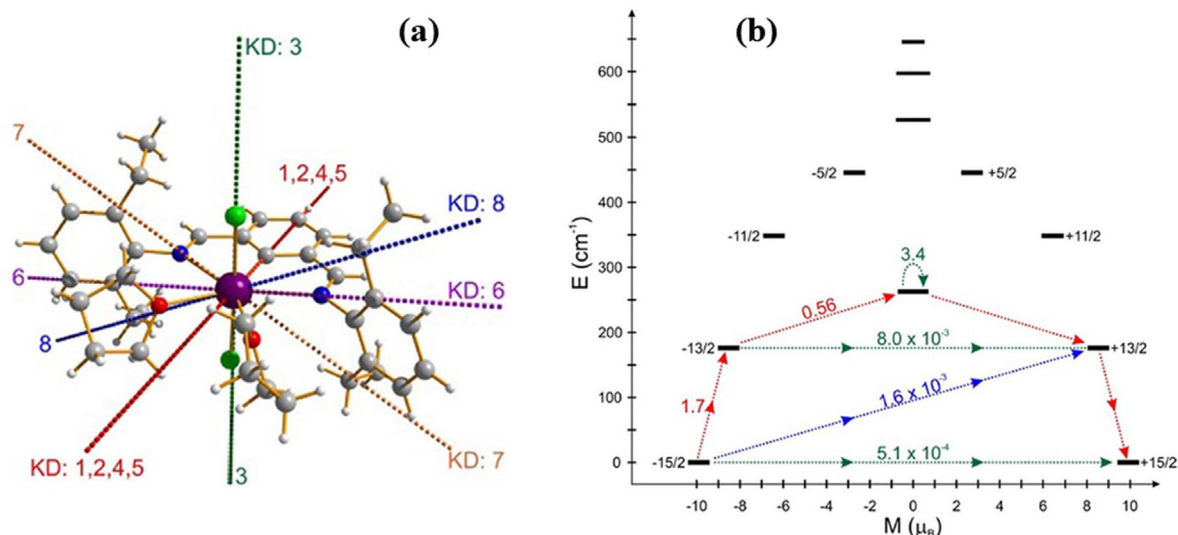 (a)
KD: 3
7
1,2,4,5
KD: 8
6
KD: 6
8
KD: 1,2,4,5
3
KD: 7
(b)
E (cm⁻¹)
600
500
400
300
200
100
0
-5/2
+5/2
-11/2
+11/2
3.4
0.56
-13/2
8.0 x 10⁻³
+13/2
1.7
1.6 x 10⁻³
-15/2
5.1 x 10⁻⁴
+15/2
-10 -8 -6 -4 -2 0 2 4 6 8 10
M (μB)